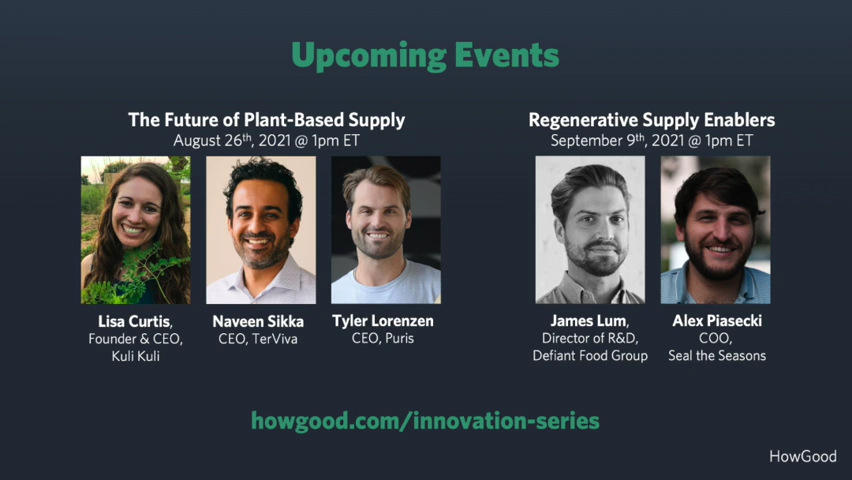 Upcoming Events
The Future of Plant-Based Supply
August 26th, 2021 @ 1pm ET
Lisa Curtis,
Founder & CEO,
Kuli Kuli
Naveen Sikka
CEO, TerViva
Tyler Lorenzen
CEO, Puris
Regenerative Supply Enablers
September 9th, 2021 @ 1pm ET
James Lum,
Director of R&D,
Defiant Food Group
Alex Piasecki
COO,
Seal the Seasons
howgood.com/innovation-series
HowGood